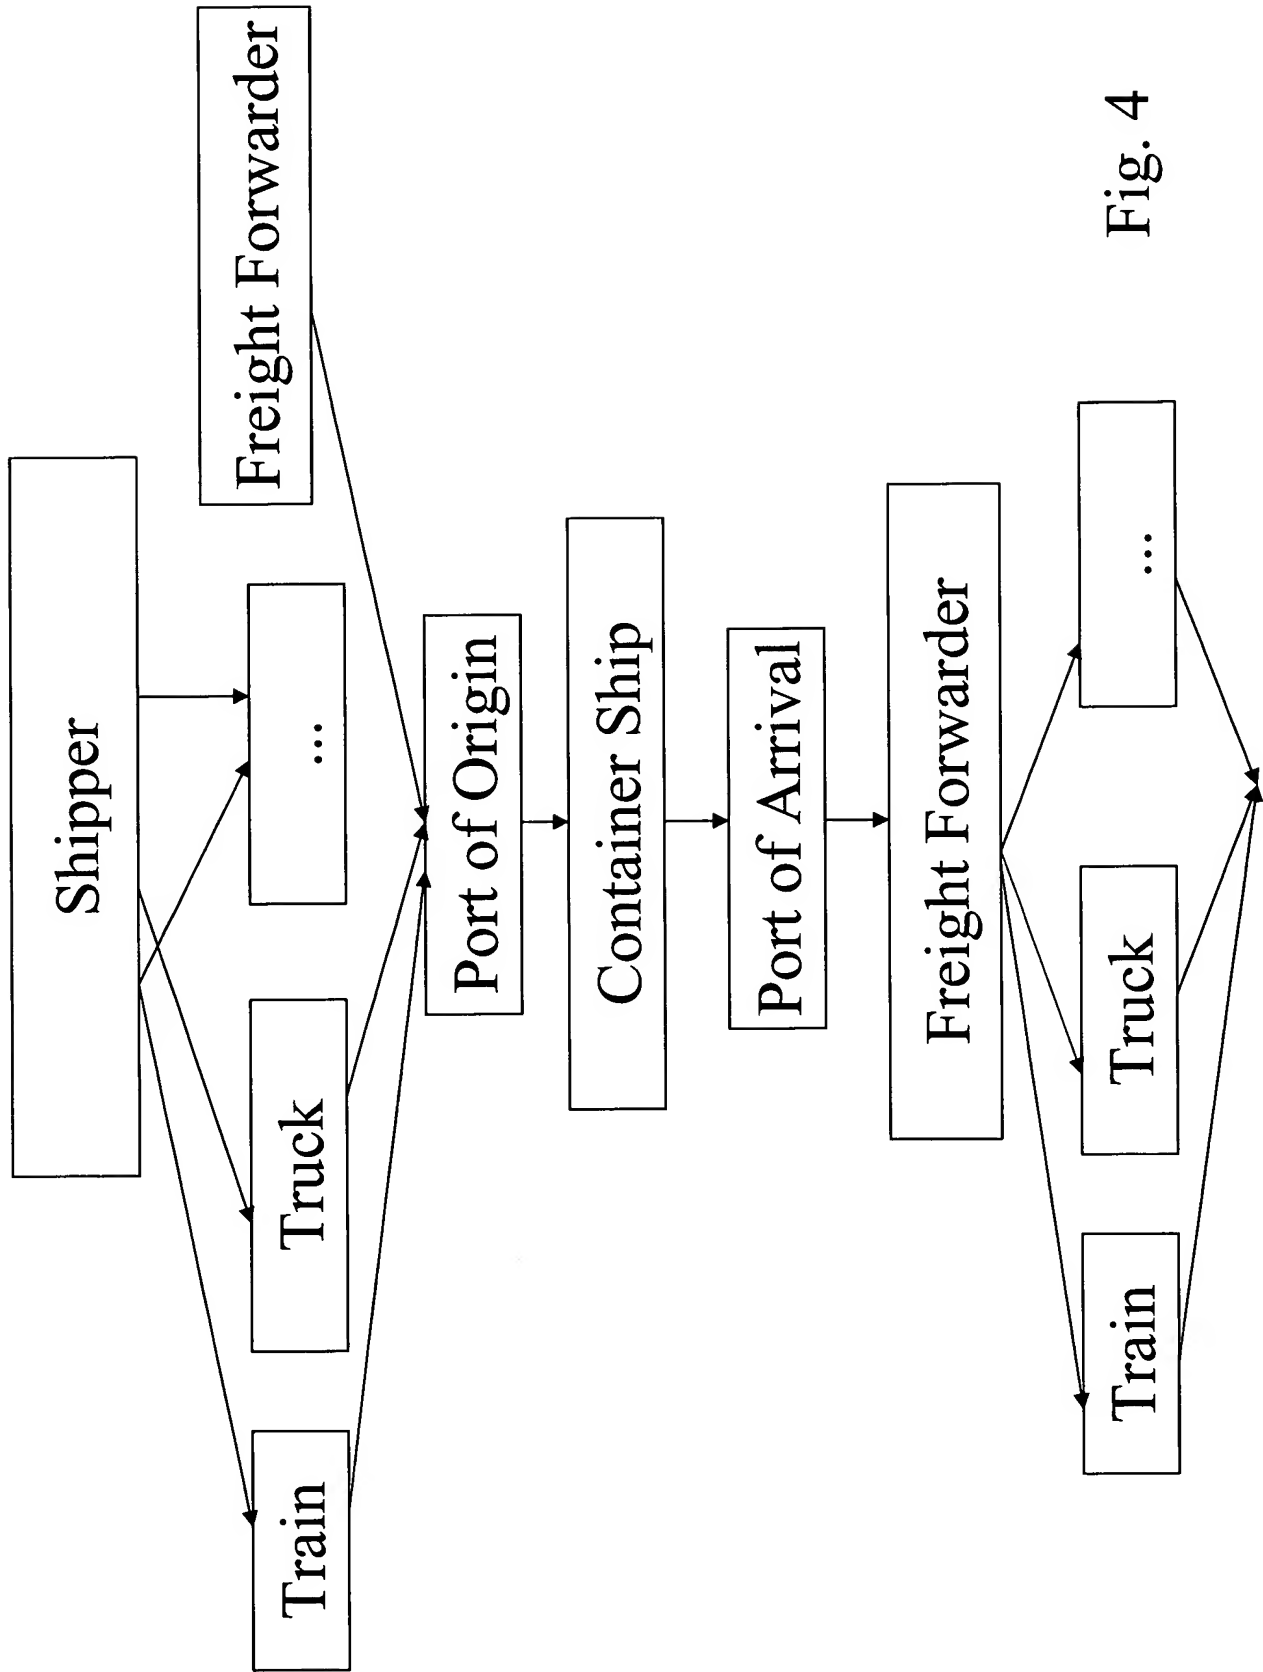 Shipper
Train
Truck
...
Freight Forwarder
Port of Origin
Container Ship
Port of Arrival
Freight Forwarder
Train
Truck
...
Fig. 4